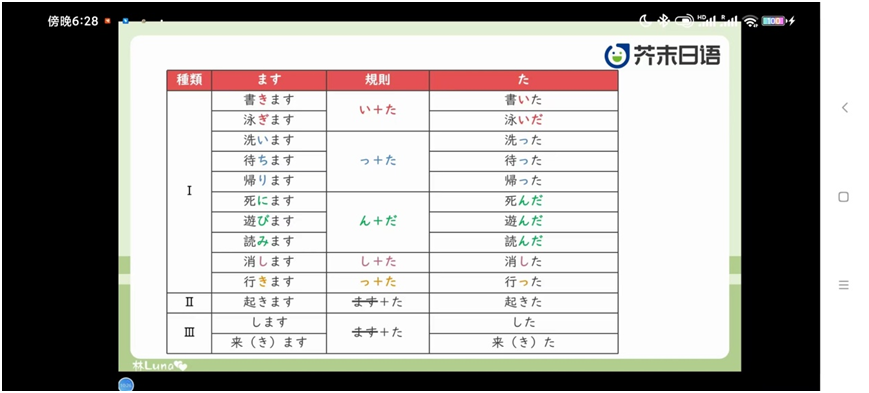 傍晚6:28
芥末日语
種類 ます 規則 た
Ⅰ 書きます い＋た 書いた
泳ぎます 泳いだ
洗います っ＋た 洗った
待ちます 待った
帰ります 帰った
死にます ん＋だ 死んだ
遊びます 遊んだ
読みます 読んだ
消します し＋た 消した
行きます っ＋た 行った
Ⅱ 起きます ます＋た 起きた
Ⅲ します ます＋た した
来（き）ます 来（き）た
林Luna